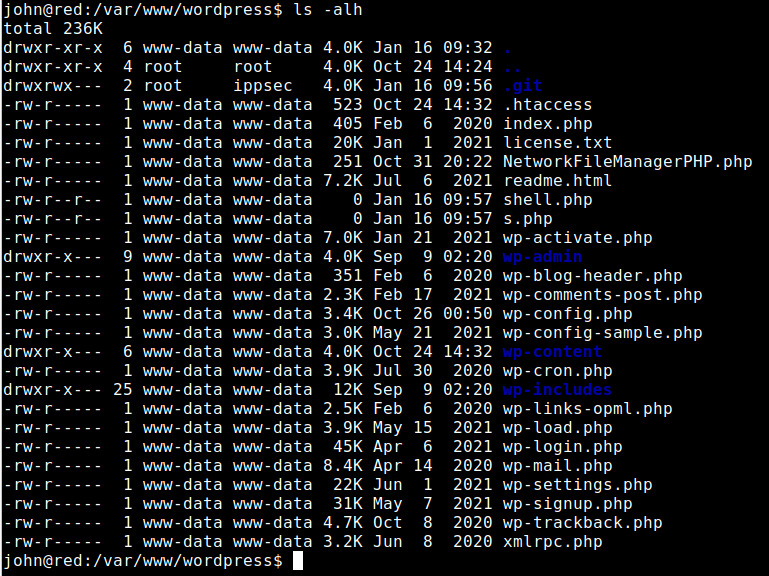 john@red:/var/www/wordpress$ ls -alh
total 236K
drwxr-xr-x  6 www-data www-data 4.0K Jan 16 09:32 .
drwxr-xr-x  4 root     root     4.0K Oct 24 14:24 ..
drwxrwx---  2 root     ippsec   4.0K Jan 16 09:56 .git
-rw-r-----  1 www-data www-data  523 Oct 24 14:32 .htaccess
-rw-r-----  1 www-data www-data  405 Feb  6  2020 index.php
-rw-r-----  1 www-data www-data  20K Jan  1  2021 license.txt
-rw-r-----  1 www-data www-data  251 Oct 31 20:22 NetworkFileManagerPHP.php
-rw-r-----  1 www-data www-data 7.2K Jul  6  2021 readme.html
-rw-r--r--  1 www-data www-data    0 Jan 16 09:57 shell.php
-rw-r--r--  1 www-data www-data    0 Jan 16 09:57 s.php
-rw-r-----  1 www-data www-data 7.0K Jan 21  2021 wp-activate.php
drwxr-x---  9 www-data www-data 4.0K Sep  9 02:20 wp-admin
-rw-r-----  1 www-data www-data  351 Feb  6  2020 wp-blog-header.php
-rw-r-----  1 www-data www-data 2.3K Feb 17  2021 wp-comments-post.php
-rw-r-----  1 www-data www-data 3.4K Oct 26 00:50 wp-config.php
-rw-r-----  1 www-data www-data 3.0K May 21  2021 wp-config-sample.php
drwxr-x---  6 www-data www-data 4.0K Oct 24 14:32 wp-content
-rw-r-----  1 www-data www-data 3.9K Jul 30  2020 wp-cron.php
drwxr-x--- 25 www-data www-data  12K Sep  9 02:20 wp-includes
-rw-r-----  1 www-data www-data 2.5K Feb  6  2020 wp-links-opml.php
-rw-r-----  1 www-data www-data 3.9K May 15  2021 wp-load.php
-rw-r-----  1 www-data www-data  45K Apr  6  2021 wp-login.php
-rw-r-----  1 www-data www-data 8.4K Apr 14  2020 wp-mail.php
-rw-r-----  1 www-data www-data  22K Jun  1  2021 wp-settings.php
-rw-r-----  1 www-data www-data  31K May  7  2021 wp-signup.php
-rw-r-----  1 www-data www-data 4.7K Oct  8  2020 wp-trackback.php
-rw-r-----  1 www-data www-data 3.2K Jun  8  2020 xmlrpc.php
john@red:/var/www/wordpress$